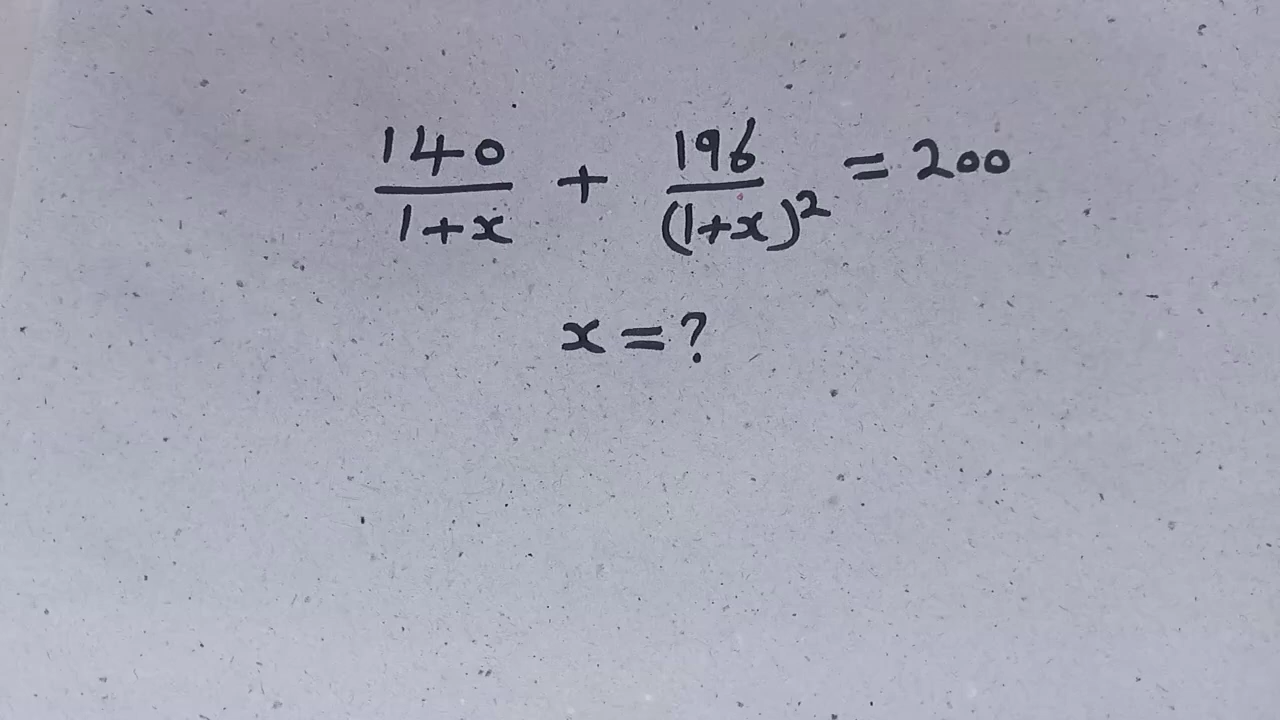 140/(1+x) + 196/(1+x)² = 200
x = ?